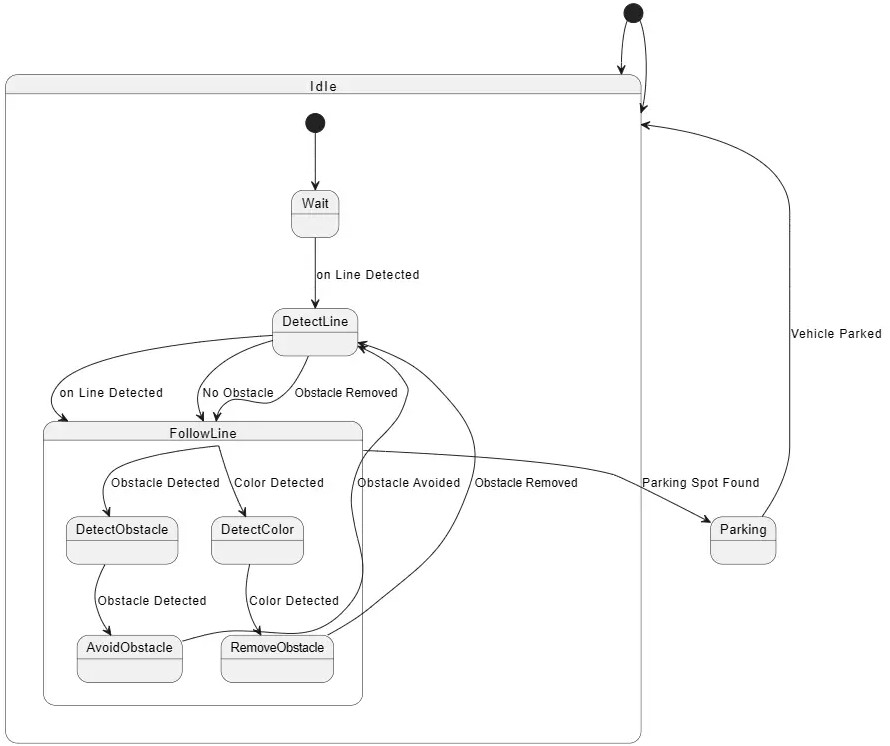 Idle
Wait
on Line Detected
DetectLine
Vehicle Parked
on Line Detected
No Obstacle
Obstacle Removed
FollowLine
Obstacle Detected
Color Detected
Obstacle Avoided
Obstacle Removed
Parking Spot Found
DetectObstacle
DetectColor
Parking
Obstacle Detected
Color Detected
AvoidObstacle
RemoveObstacle